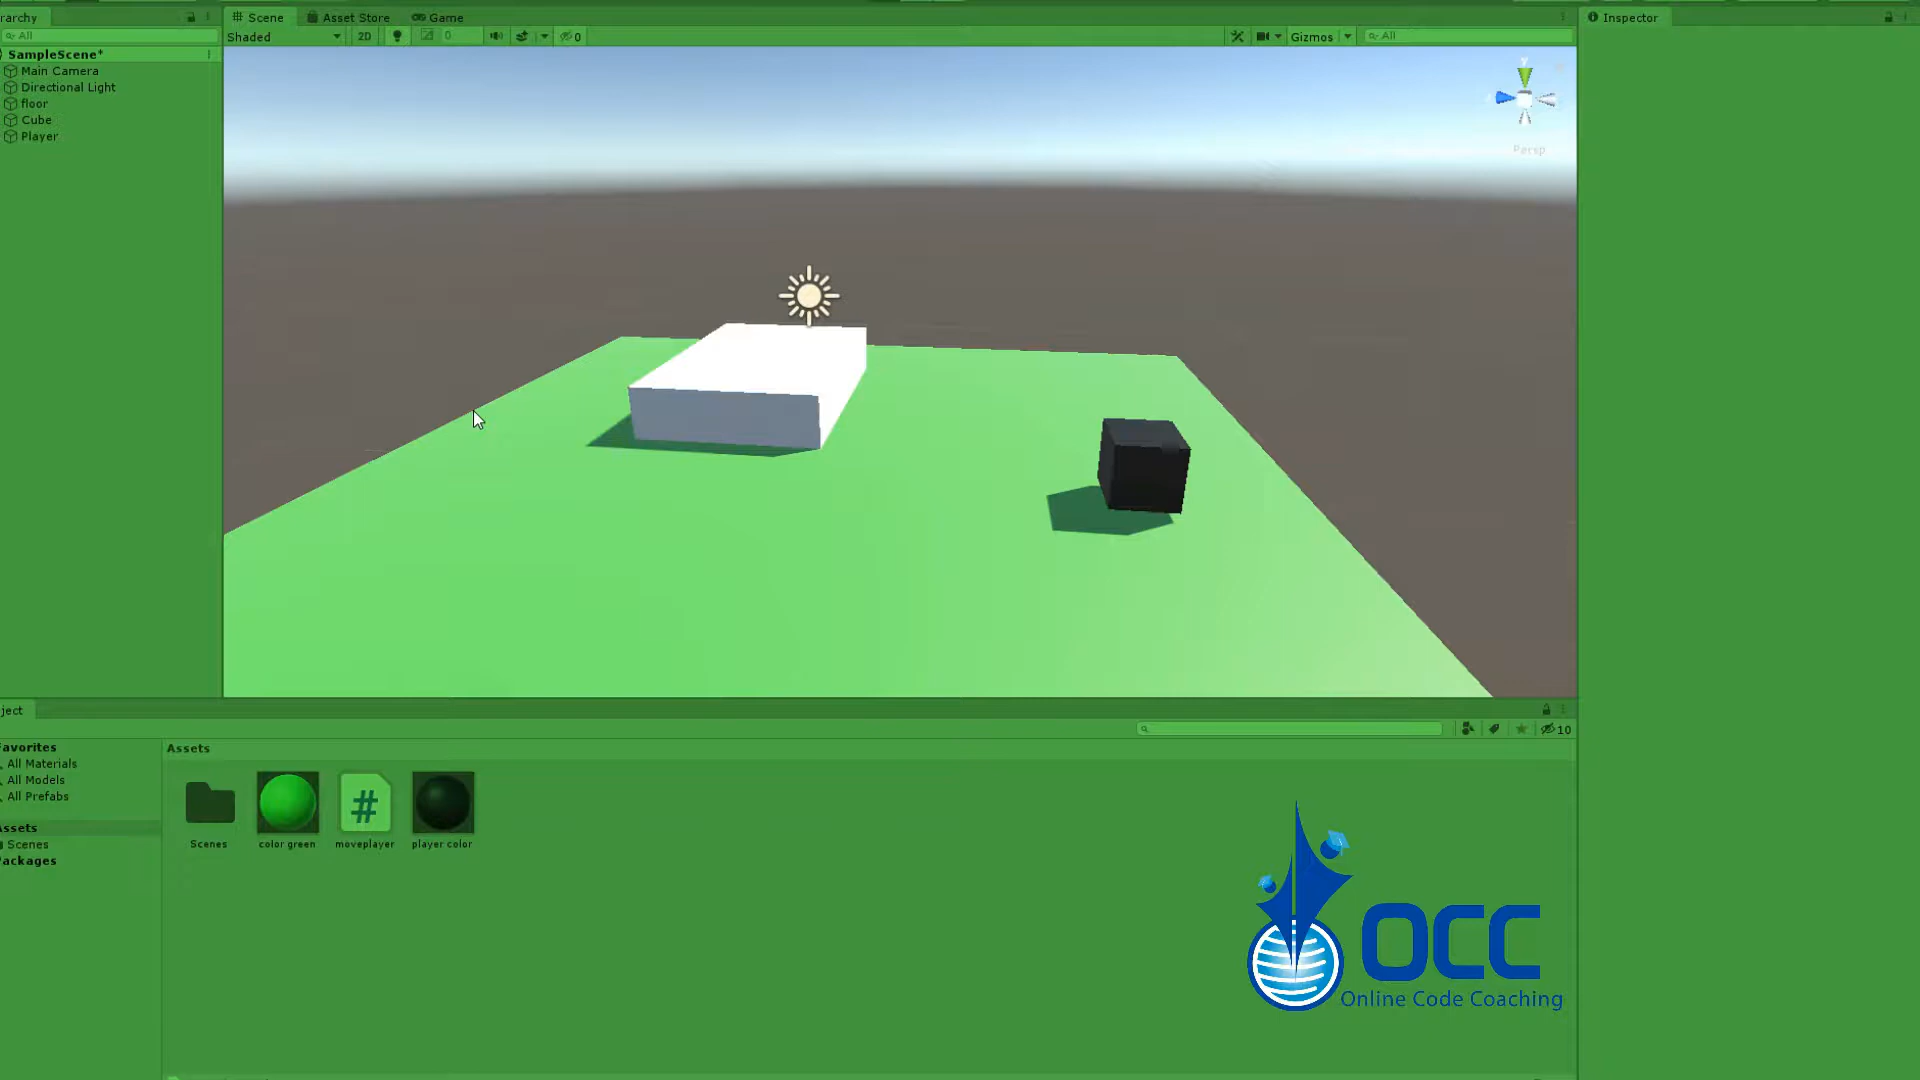 rarchy
Scene
Asset Store
Game
Inspector
All
Shaded
2D
0
0
Gizmos
All
SampleScene*
Main Camera
Directional Light
floor
Cube
Player
y
Persp
ject
10
Favorites
All Materials
All Models
All Prefabs
Assets
Scenes
Packages
Assets
Scenes
color green
#
moveplayer
player color
OCC
Online Code Coaching